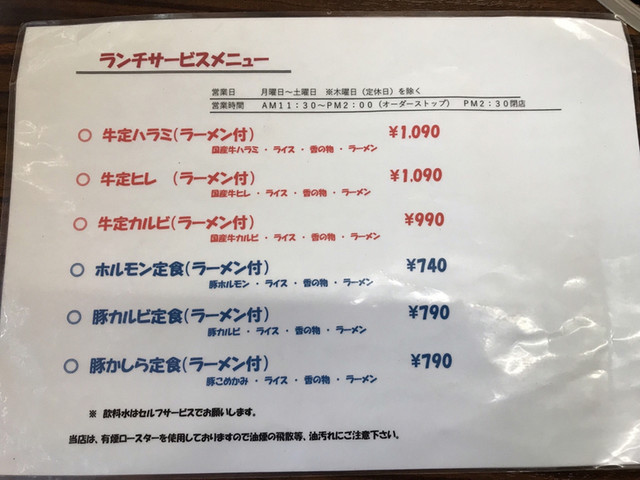 ランチサービスメニュー
営業日 月曜日～土曜日 ※木曜日（定休日）を除く
営業時間 AM11:30～PM2:00（オーダーストップ） PM2:30閉店
○ 牛定ハラミ(ラーメン付) ¥1.090
国産牛ハラミ ・ ライス ・ 香の物 ・ ラーメン
○ 牛定ヒレ (ラーメン付) ¥1.090
国産牛ヒレ ・ ライス ・ 香の物 ・ ラーメン
○ 牛定カルビ(ラーメン付) ¥990
国産牛カルビ ・ ライス ・ 香の物 ・ ラーメン
○ ホルモン定食(ラーメン付) ¥740
豚ホルモン ・ ライス ・ 香の物 ・ ラーメン
○ 豚カルビ定食(ラーメン付) ¥790
豚カルビ ・ ライス ・ 香の物 ・ ラーメン
○ 豚かしら定食(ラーメン付) ¥790
豚こめかみ ・ ライス ・ 香の物 ・ ラーメン
※ 飲料水はセルフサービスでお願いします。
当店は、有煙ロースターを使用しておりますので油煙の飛散等、油汚れにご注意下さい。